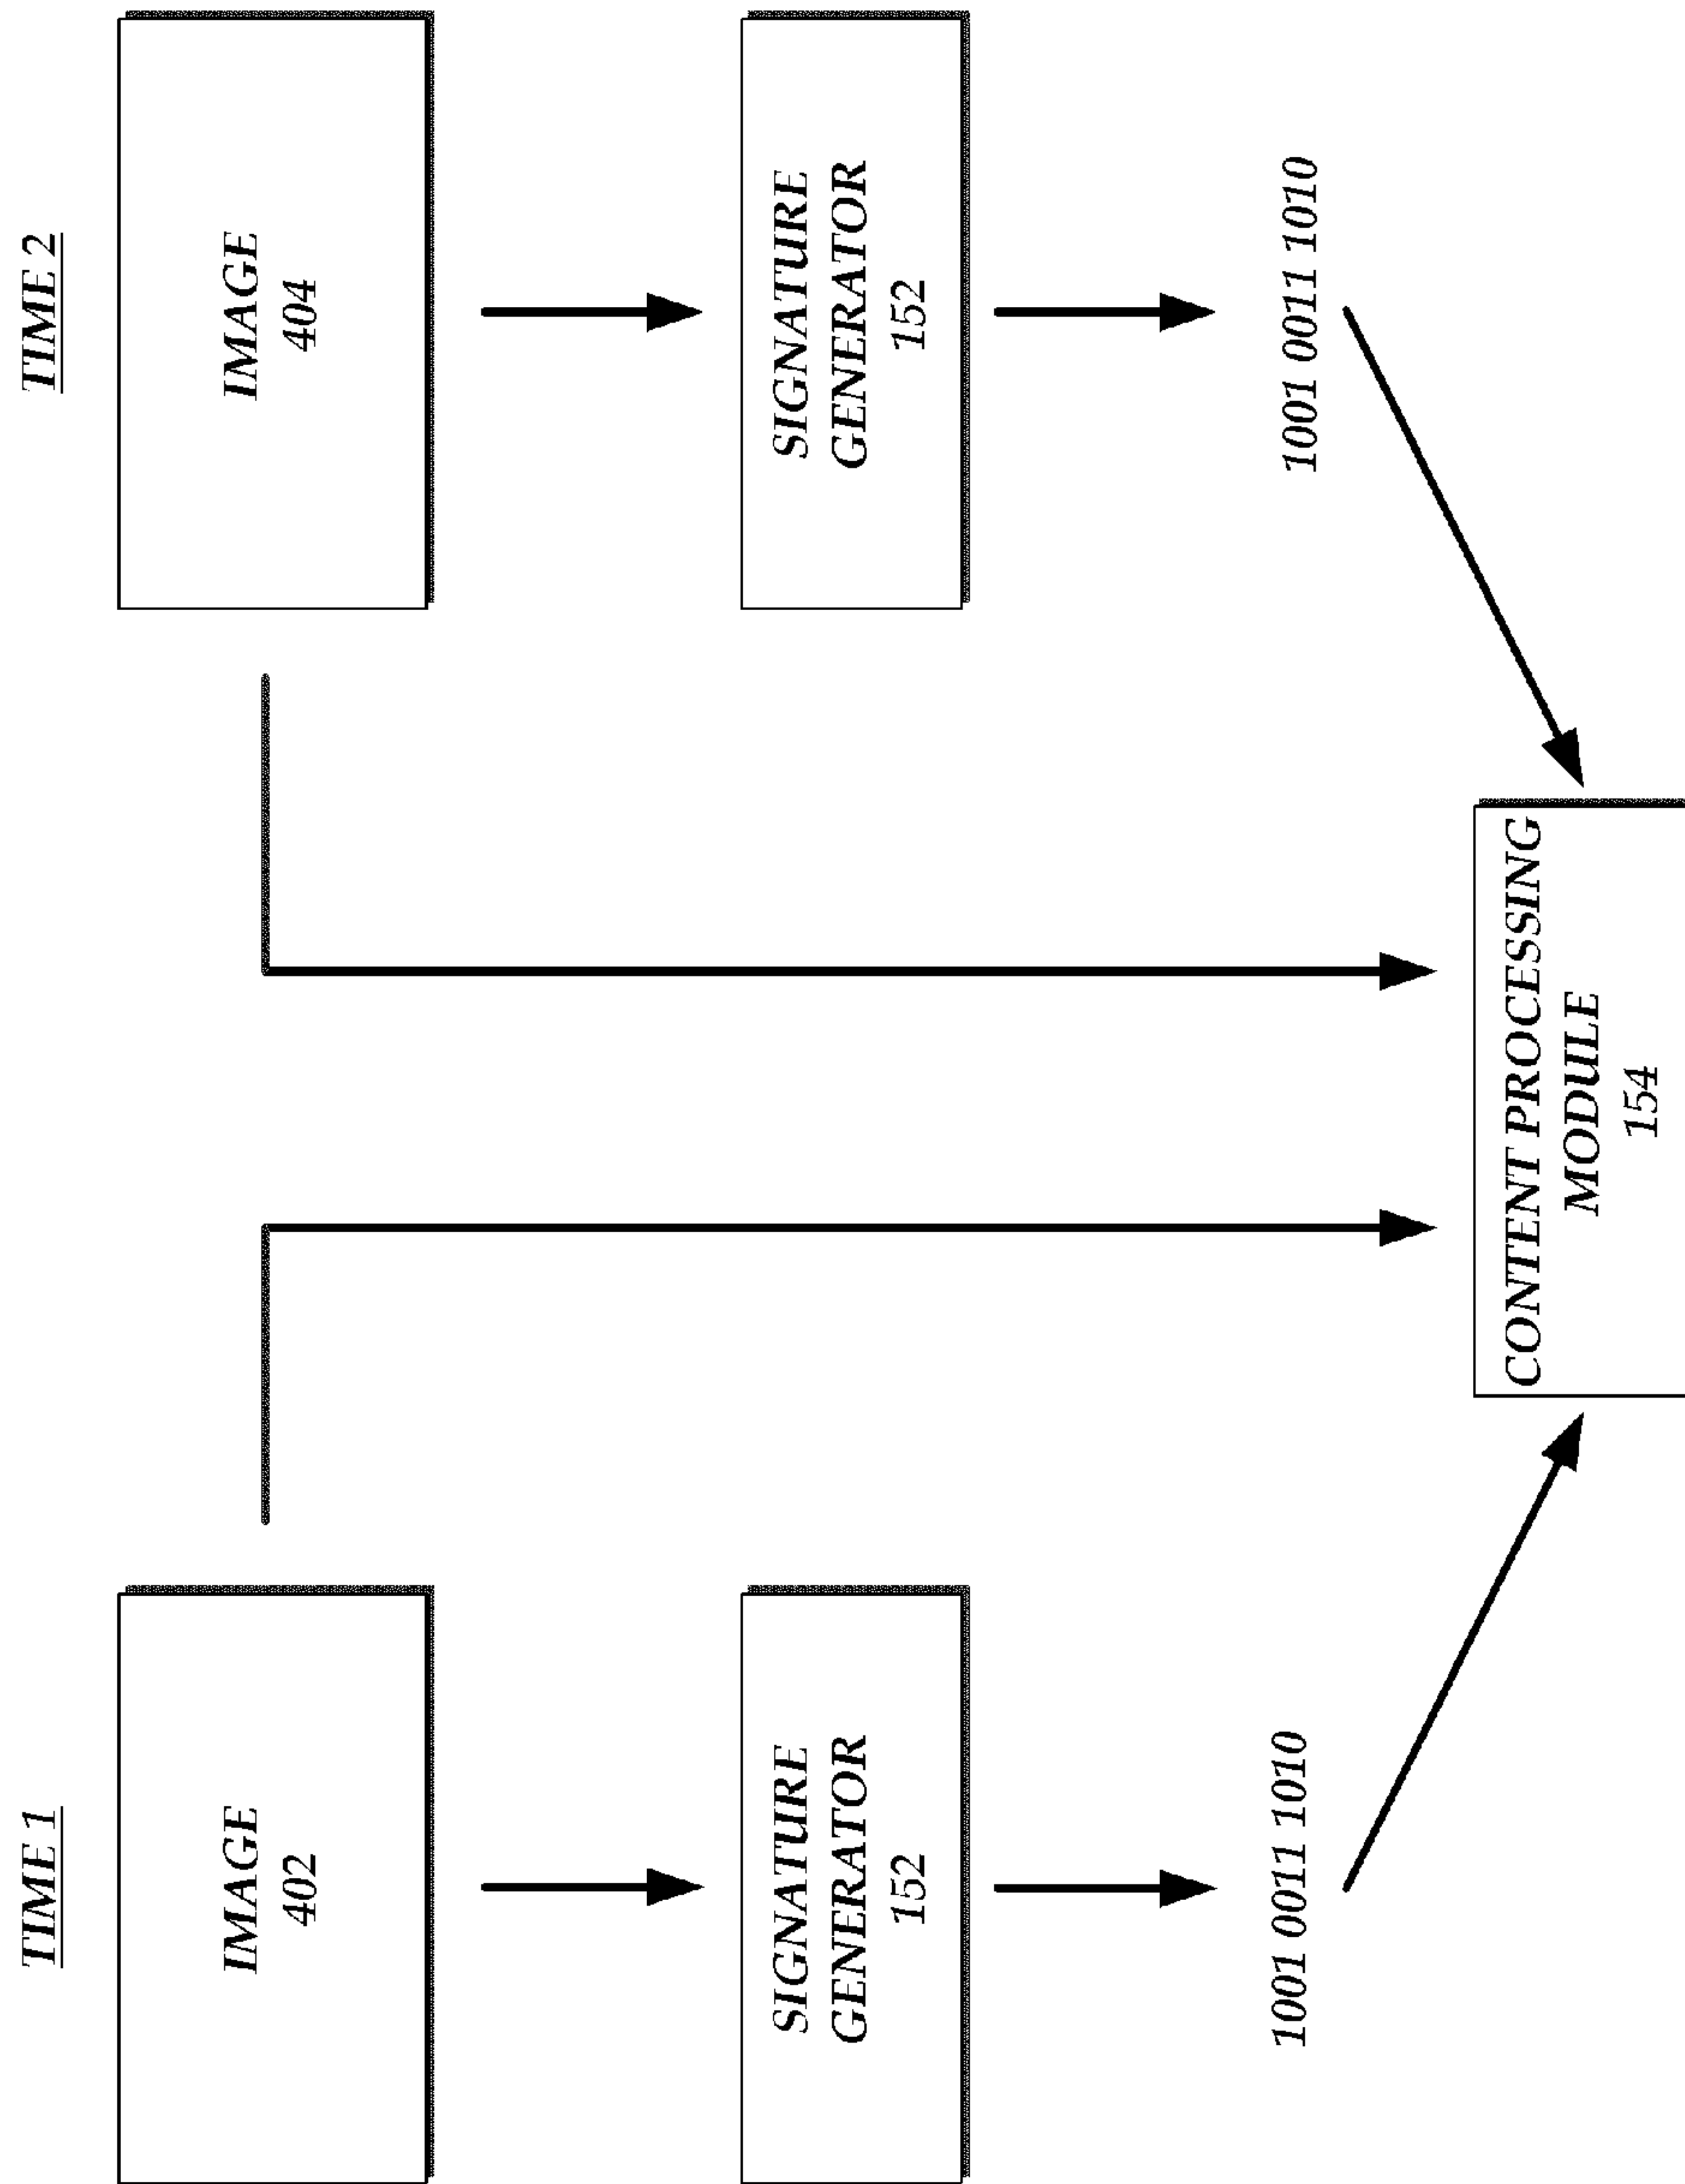 TIME 1
IMAGE
402
SIGNATURE
GENERATOR
152
1001 0011 1010
TIME 2
IMAGE
404
SIGNATURE
GENERATOR
152
1001 0011 1010
CONTENT PROCESSING
MODULE
154